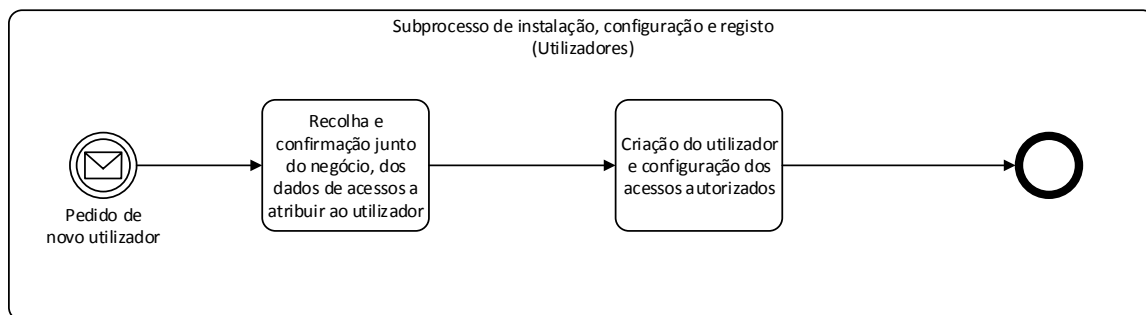 Subprocesso de instalação, configuração e registo
(Utilizadores)
Recolha e
confirmação junto
do negócio, dos
dados de acessos a
atribuir ao utilizador
Criação do utilizador
e configuração dos
acessos autorizados
Pedido de
novo utilizador